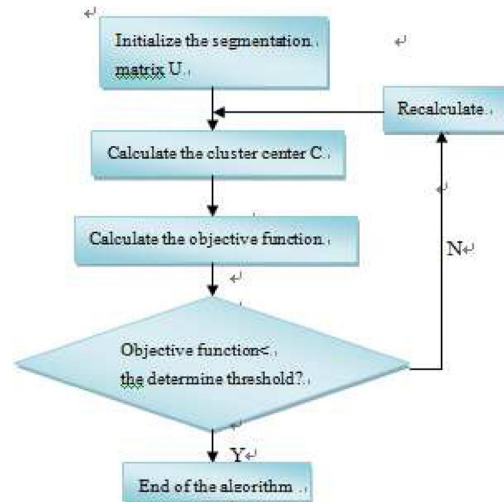 Initialize the segmentation
matrix U.
Recalculate.
Calculate the cluster center C.
Calculate the objective function.
N
Objective function<
the determine threshold?.
Y
End of the algorithm.